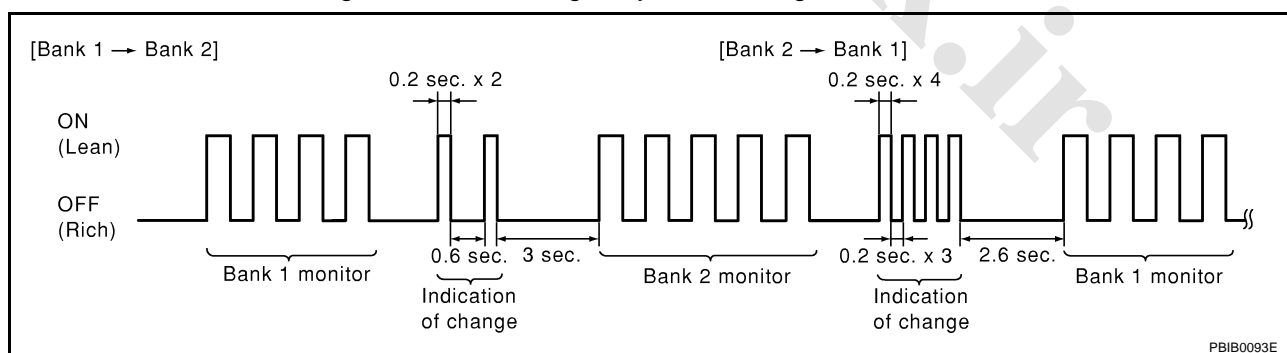 [Bank 1 → Bank 2]
[Bank 2 → Bank 1]
0.2 sec. x 2
0.2 sec. x 4
ON
(Lean)
OFF
(Rich)
0.6 sec.
3 sec.
0.2 sec. x 3
2.6 sec.
Bank 1 monitor
Indication
of change
Bank 2 monitor
Indication
of change
Bank 1 monitor
PBIB0093E